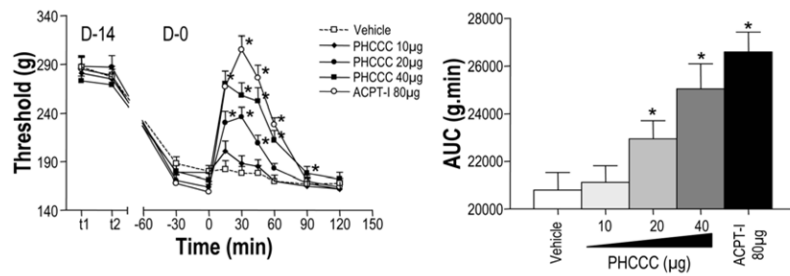 D-14
D-0
Threshold (g)
340
290
240
190
140
t1
t2
-60
-30
0
30
60
90
120
150
Time (min)
Vehicle
PHCCC 10µg
PHCCC 20µg
PHCCC 40µg
ACPT-I 80µg
* * * * * * * * * * * *
AUC (g.min)
28000
26000
24000
22000
20000
* * *
Vehicle
10
20
40
PHCCC (µg)
ACPT-I
80µg